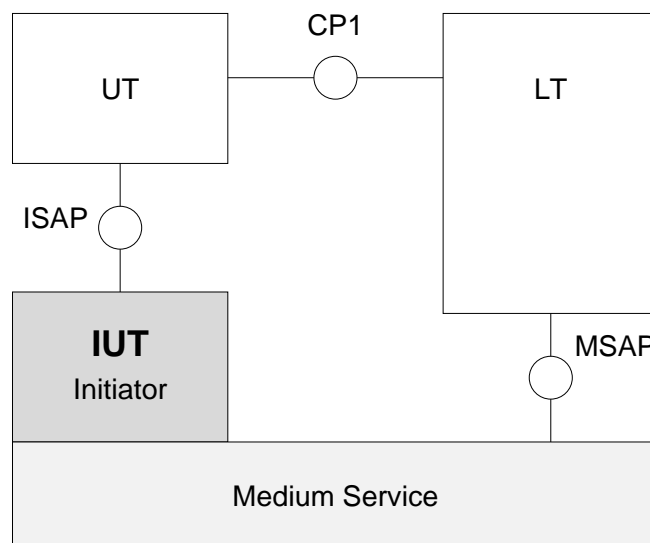 CP1
UT
LT
ISAP
IUT
MSAP
Initiator
Medium Service